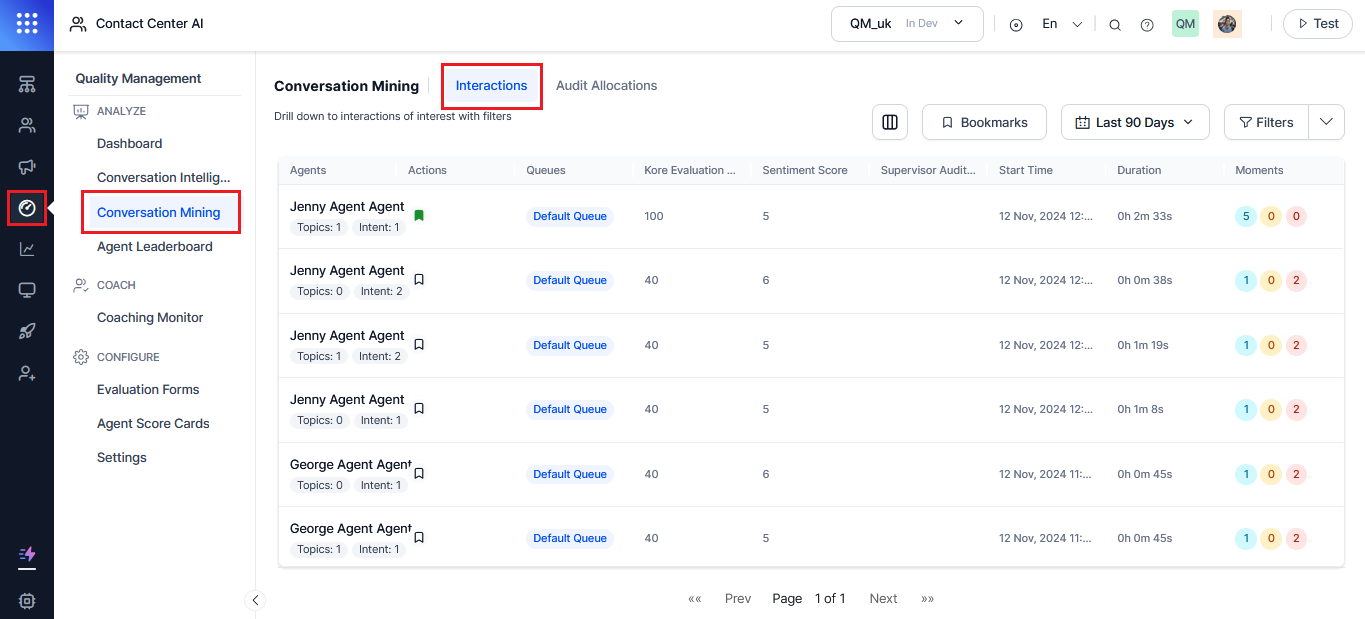 Contact Center AI
QM_uk In Dev
En
QM
Test
Quality Management
ANALYZE
Dashboard
Conversation Intellig...
Conversation Mining
Agent Leaderboard
COACH
Coaching Monitor
CONFIGURE
Evaluation Forms
Agent Score Cards
Settings
Conversation Mining
Interactions
Audit Allocations
Drill down to interactions of interest with filters
Bookmarks
Last 90 Days
Filters
Agents Actions Queues Kore Evaluation ... Sentiment Score Supervisor Audit... Start Time Duration Moments
Jenny Agent Agent
Topics: 1 Intent: 1
Default Queue 100 5 12 Nov, 2024 12:... 0h 2m 33s 5 0 0
Jenny Agent Agent
Topics: 0 Intent: 2
Default Queue 40 6 12 Nov, 2024 12:... 0h 0m 38s 1 0 2
Jenny Agent Agent
Topics: 1 Intent: 2
Default Queue 40 5 12 Nov, 2024 12:... 0h 1m 19s 1 0 2
Jenny Agent Agent
Topics: 0 Intent: 1
Default Queue 40 5 12 Nov, 2024 12:... 0h 1m 8s 1 0 2
George Agent Agent
Topics: 0 Intent: 1
Default Queue 40 6 12 Nov, 2024 11:... 0h 0m 45s 1 0 2
George Agent Agent
Topics: 1 Intent: 1
Default Queue 40 5 12 Nov, 2024 11:... 0h 0m 45s 1 0 2
«« Prev Page 1 of 1 Next »»